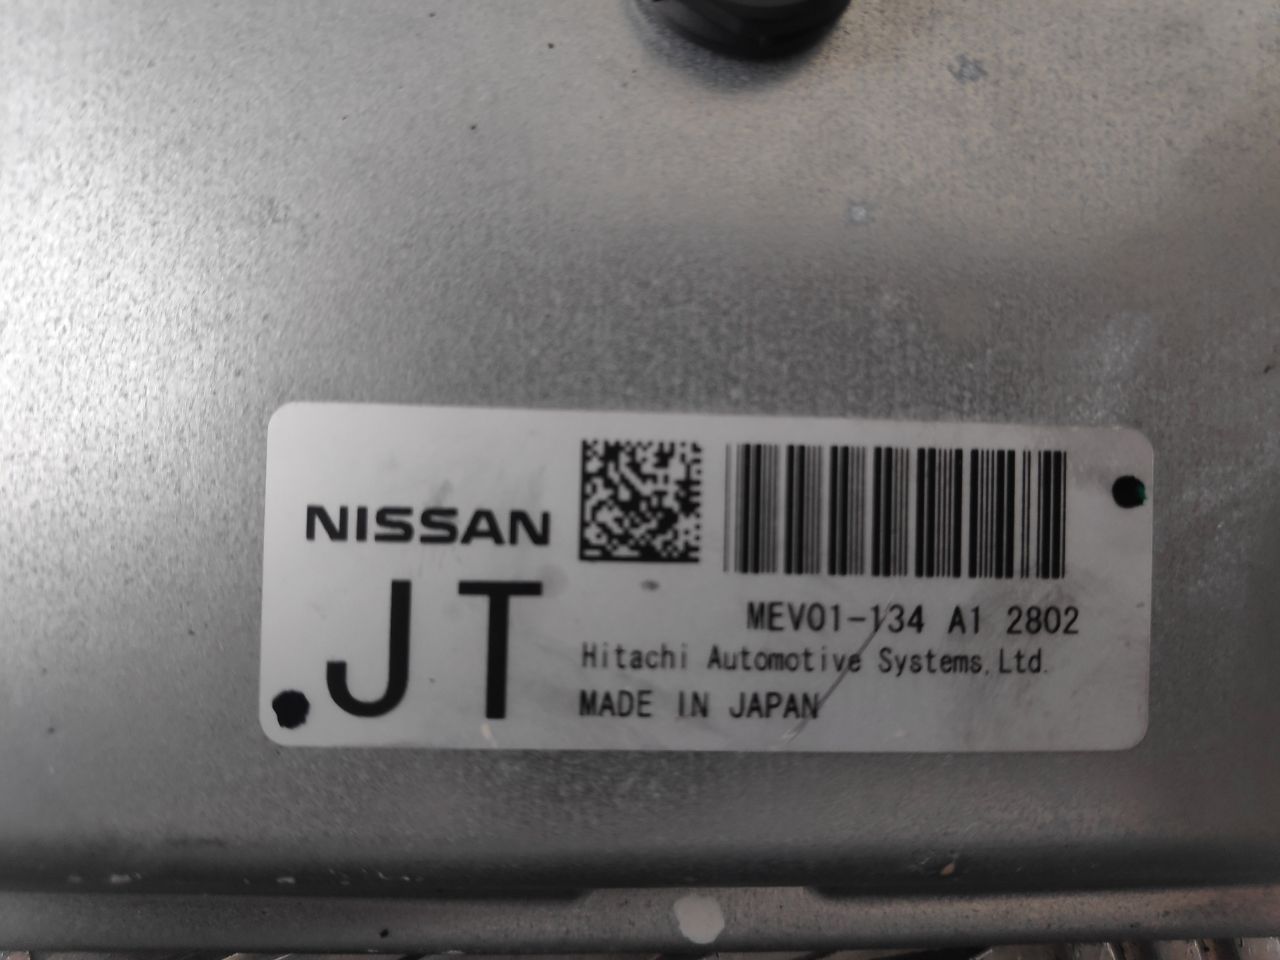 NISSAN
JT
MEV01-134 A1 2802
Hitachi Automotive Systems,Ltd.
MADE IN JAPAN